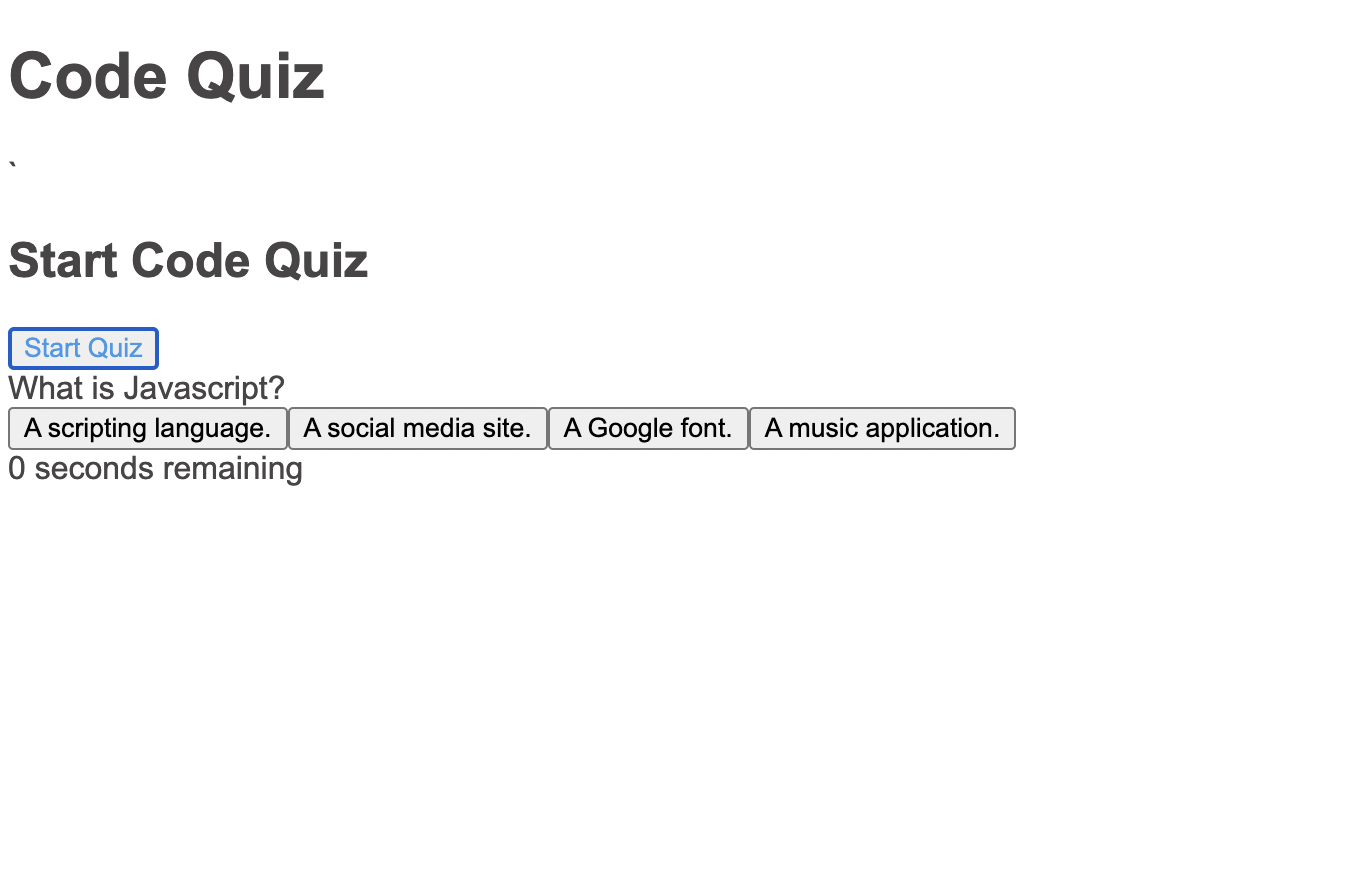 Code Quiz
`
Start Code Quiz
Start Quiz
What is Javascript?
A scripting language. A social media site. A Google font. A music application.
0 seconds remaining